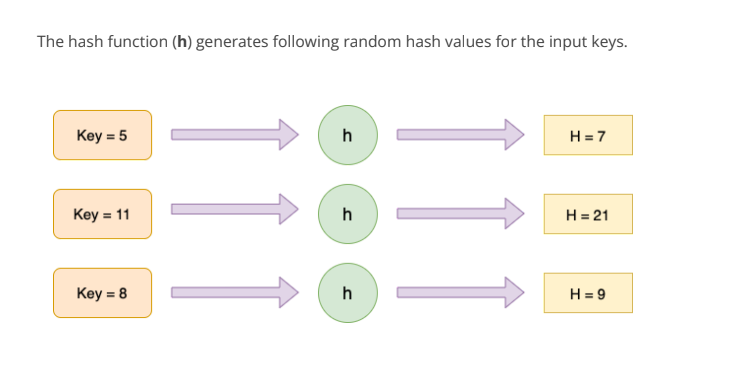 The hash function (h) generates following random hash values for the input keys.
Key = 5
h
H = 7
Key = 11
h
H = 21
Key = 8
h
H = 9